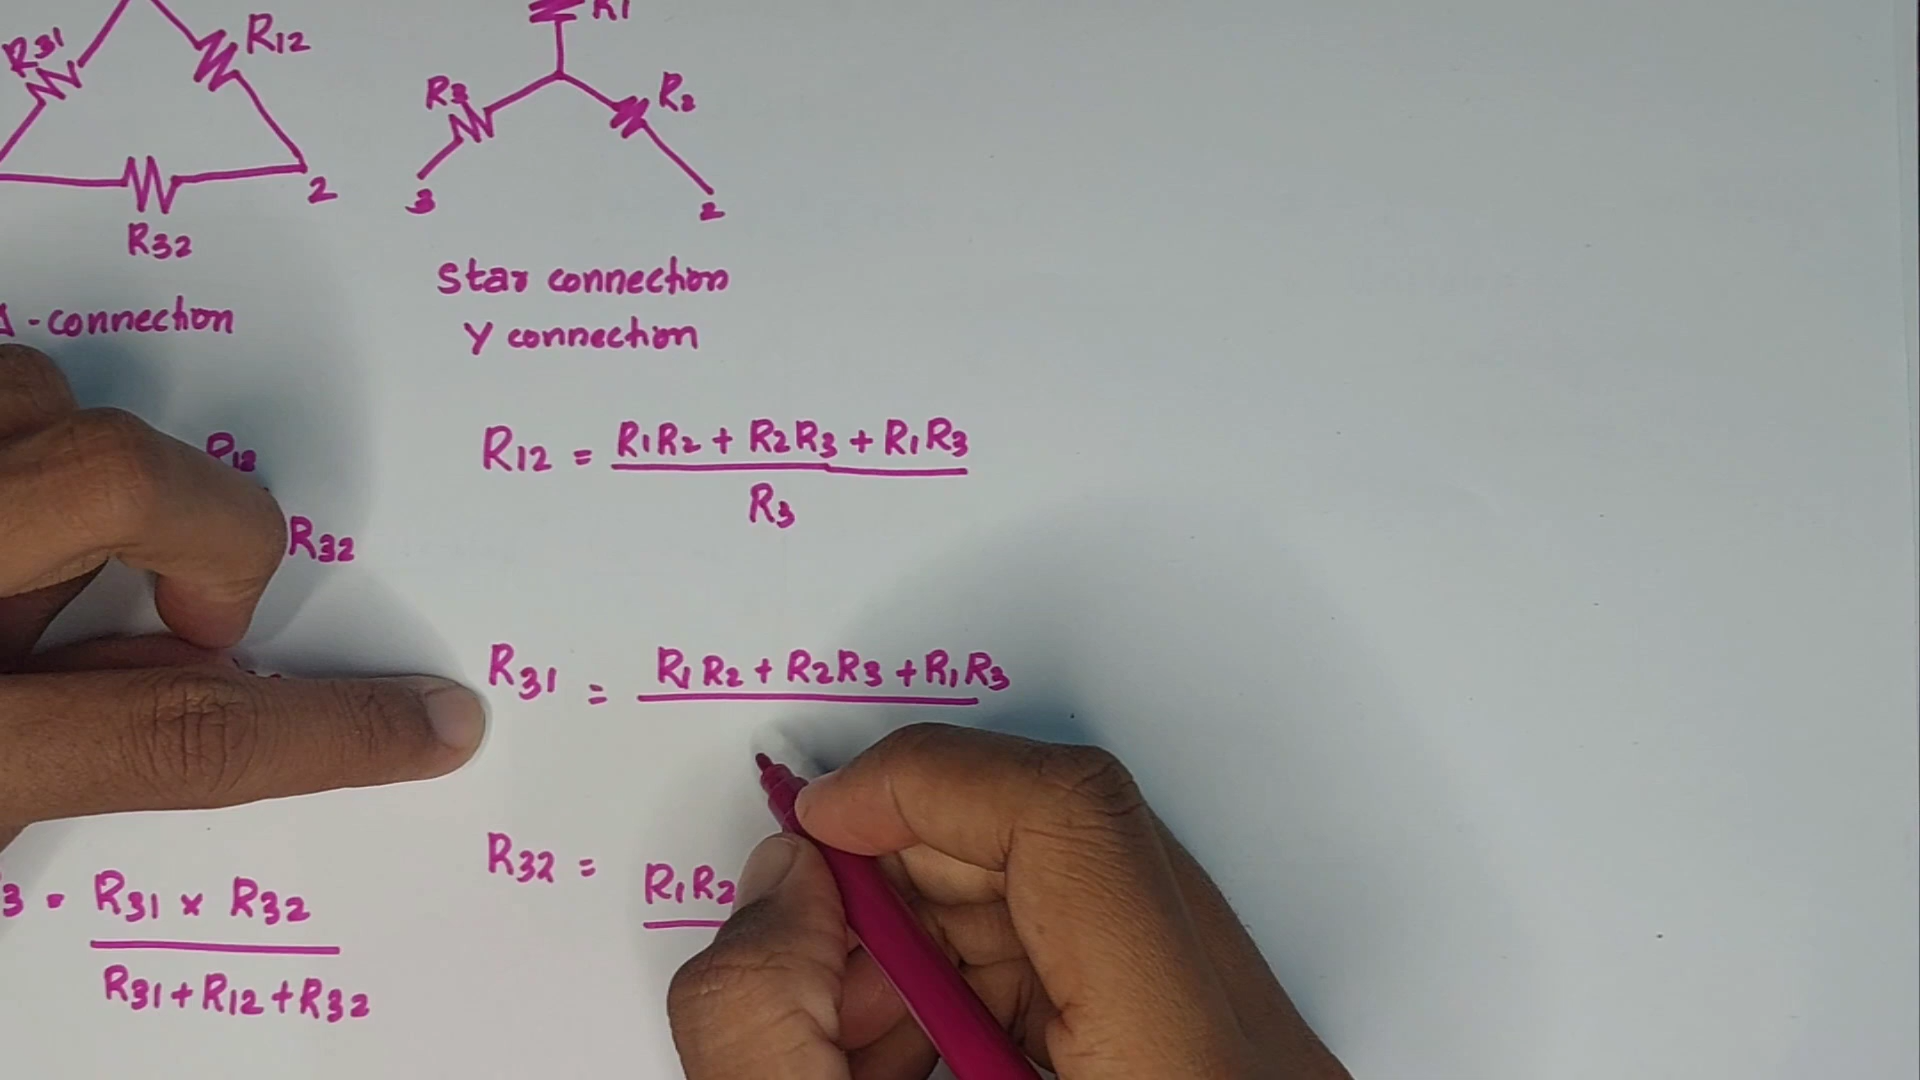 R31
R12
R1
R3
R2
2
R32
3
2
Δ-connection
Star connection
Y connection
R12 = R1R2 + R2R3 + R1R3
R3
R12
R32
R31 = R1R2 + R2R3 + R1R3
R32 =
R1R2
3 = R31 x R32
R31 + R12 + R32